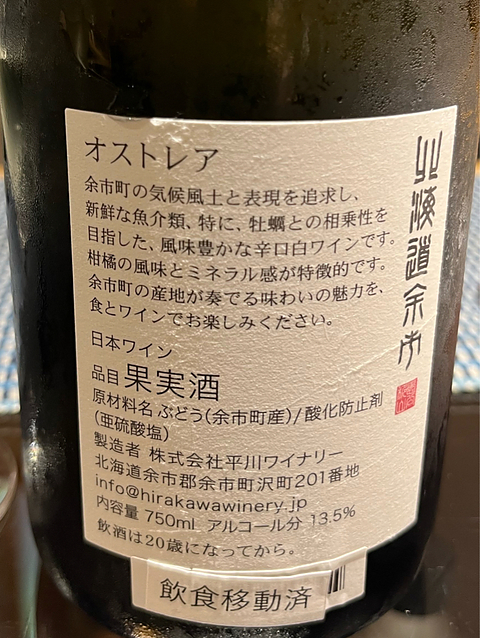 オストレア
余市町の気候風土と表現を追求し、
新鮮な魚介類、特に、牡蠣との相乗性を
目指した、風味豊かな辛口白ワインです。
柑橘の風味とミネラル感が特徴的です。
余市町の産地が奏でる味わいの魅力を、
食とワインでお楽しみください。
日本ワイン
品目 果実酒
原材料名 ぶどう(余市町産)/酸化防止剤
(亜硫酸塩)
製造者 株式会社平川ワイナリー
北海道余市郡余市町沢町201番地
info@hirakawawinery.jp
内容量 750mL アルコール分 13.5%
飲酒は20歳になってから。
北海道余市
飲食移動済